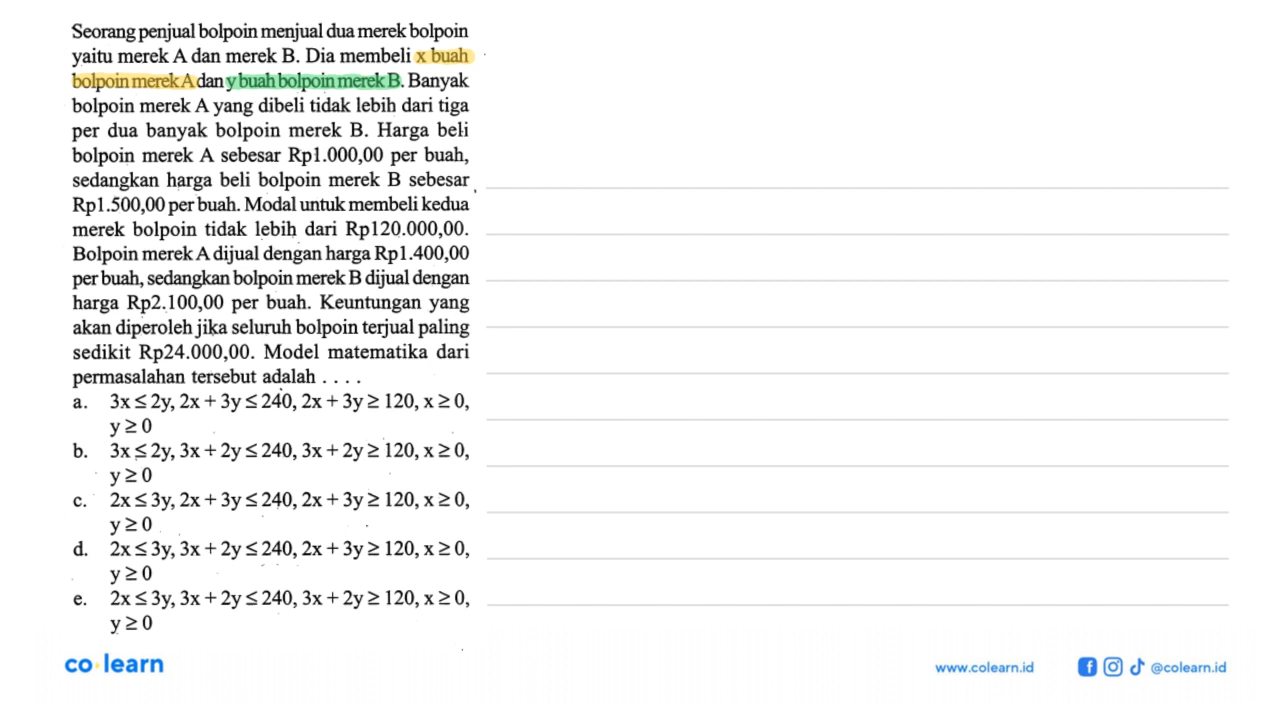 Seorang penjual bolpoin menjual dua merek bolpoin
yaitu merek A dan merek B. Dia membeli x buah
bolpoin merek A dan y buah bolpoin merek B. Banyak
bolpoin merek A yang dibeli tidak lebih dari tiga
per dua banyak bolpoin merek B. Harga beli
bolpoin merek A sebesar Rp1.000,00 per buah,
sedangkan harga beli bolpoin merek B sebesar
Rp1.500,00 per buah. Modal untuk membeli kedua
merek bolpoin tidak lebih dari Rp120.000,00.
Bolpoin merek A dijual dengan harga Rp1.400,00
per buah, sedangkan bolpoin merek B dijual dengan
harga Rp2.100,00 per buah. Keuntungan yang
akan diperoleh jika seluruh bolpoin terjual paling
sedikit Rp24.000,00. Model matematika dari
permasalahan tersebut adalah . . . .
a. 3x ≤ 2y, 2x + 3y ≤ 240, 2x + 3y ≥ 120, x ≥ 0,
y ≥ 0
b. 3x ≤ 2y, 3x + 2y ≤ 240, 3x + 2y ≥ 120, x ≥ 0,
y ≥ 0
c. 2x ≤ 3y, 2x + 3y ≤ 240, 2x + 3y ≥ 120, x ≥ 0,
y ≥ 0
d. 2x ≤ 3y, 3x + 2y ≤ 240, 2x + 3y ≥ 120, x ≥ 0,
y ≥ 0
e. 2x ≤ 3y, 3x + 2y ≤ 240, 3x + 2y ≥ 120, x ≥ 0,
y ≥ 0
co learn
www.colearn.id
@colearn.id